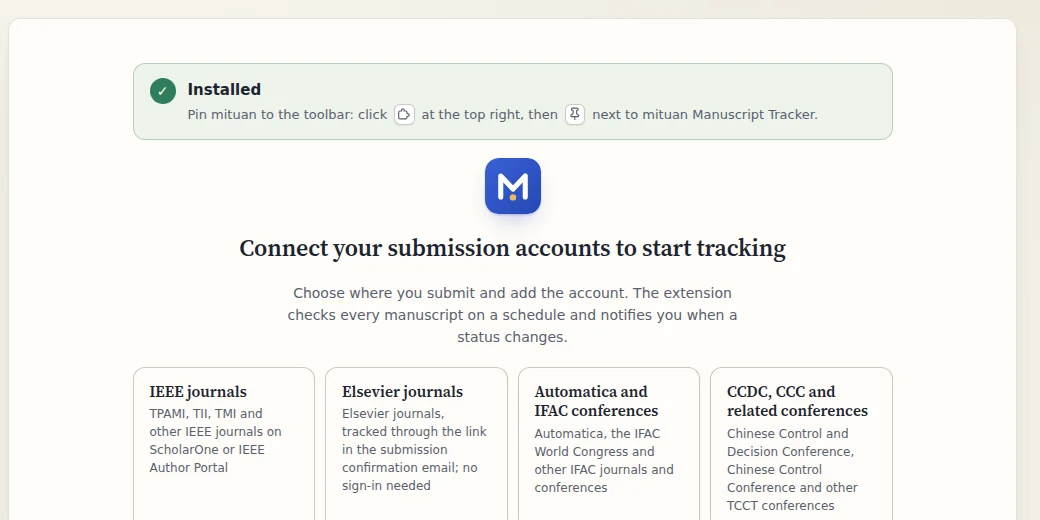 Installed
Pin mituan to the toolbar: click at the top right, then next to mituan Manuscript Tracker.
M
Connect your submission accounts to start tracking
Choose where you submit and add the account. The extension
checks every manuscript on a schedule and notifies you when a
status changes.
IEEE journals
TPAMI, TII, TMI and
other IEEE journals on
ScholarOne or IEEE
Author Portal
Elsevier journals
Elsevier journals,
tracked through the link
in the submission
confirmation email; no
sign-in needed
Automatica and
IFAC conferences
Automatica, the IFAC
World Congress and
other IFAC journals and
conferences
CCDC, CCC and
related conferences
Chinese Control and
Decision Conference,
Chinese Control
Conference and other
TCCT conferences